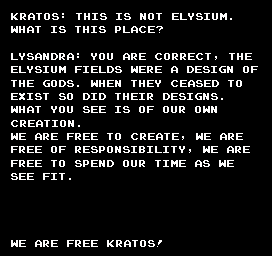 KRATOS: THIS IS NOT ELYSIUM.
WHAT IS THIS PLACE?
LYSANDRA: YOU ARE CORRECT, THE
ELYSIUM FIELDS WERE A DESIGN OF
THE GODS. WHEN THEY CEASED TO
EXIST SO DID THEIR DESIGNS.
WHAT YOU SEE IS OF OUR OWN
CREATION.
WE ARE FREE TO CREATE, WE ARE
FREE OF RESPONSIBILITY, WE ARE
FREE TO SPEND OUR TIME AS WE
SEE FIT.
WE ARE FREE KRATOS!